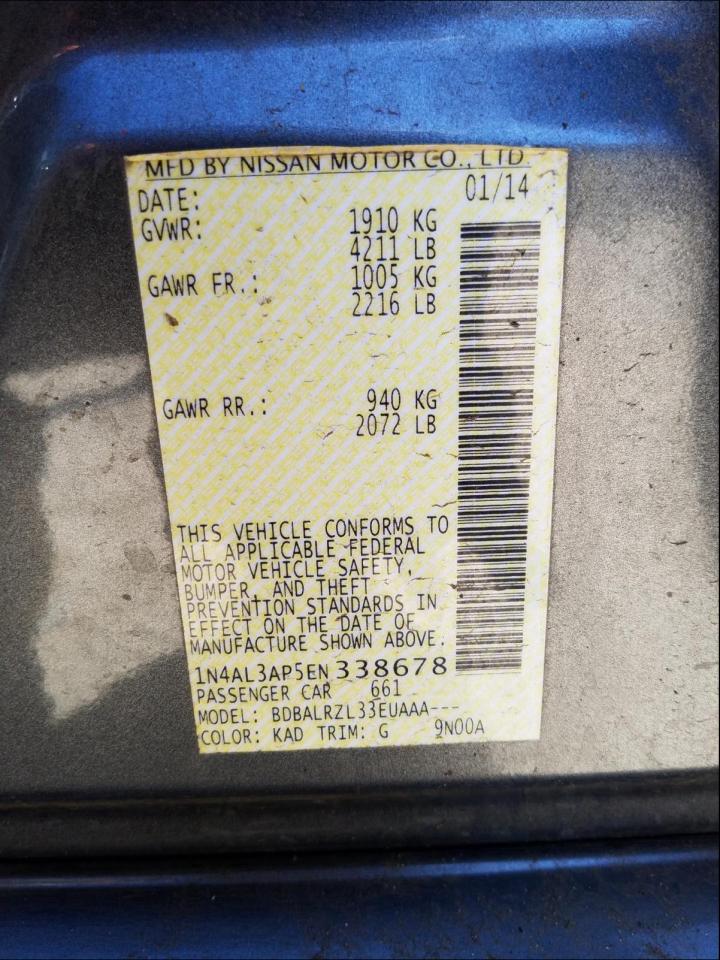 MFD BY NISSAN MOTOR CO., LTD.
DATE: 01/14
GVWR: 1910 KG
4211 LB
GAWR FR.: 1005 KG
2216 LB
GAWR RR.: 940 KG
2072 LB
THIS VEHICLE CONFORMS TO
ALL APPLICABLE FEDERAL
MOTOR VEHICLE SAFETY,
BUMPER, AND THEFT
PREVENTION STANDARDS IN
EFFECT ON THE DATE OF
MANUFACTURE SHOWN ABOVE.
1N4AL3AP5EN338678
PASSENGER CAR 661
MODEL: BDBALRZL33EUAAA---
COLOR: KAD TRIM: G 9N00A